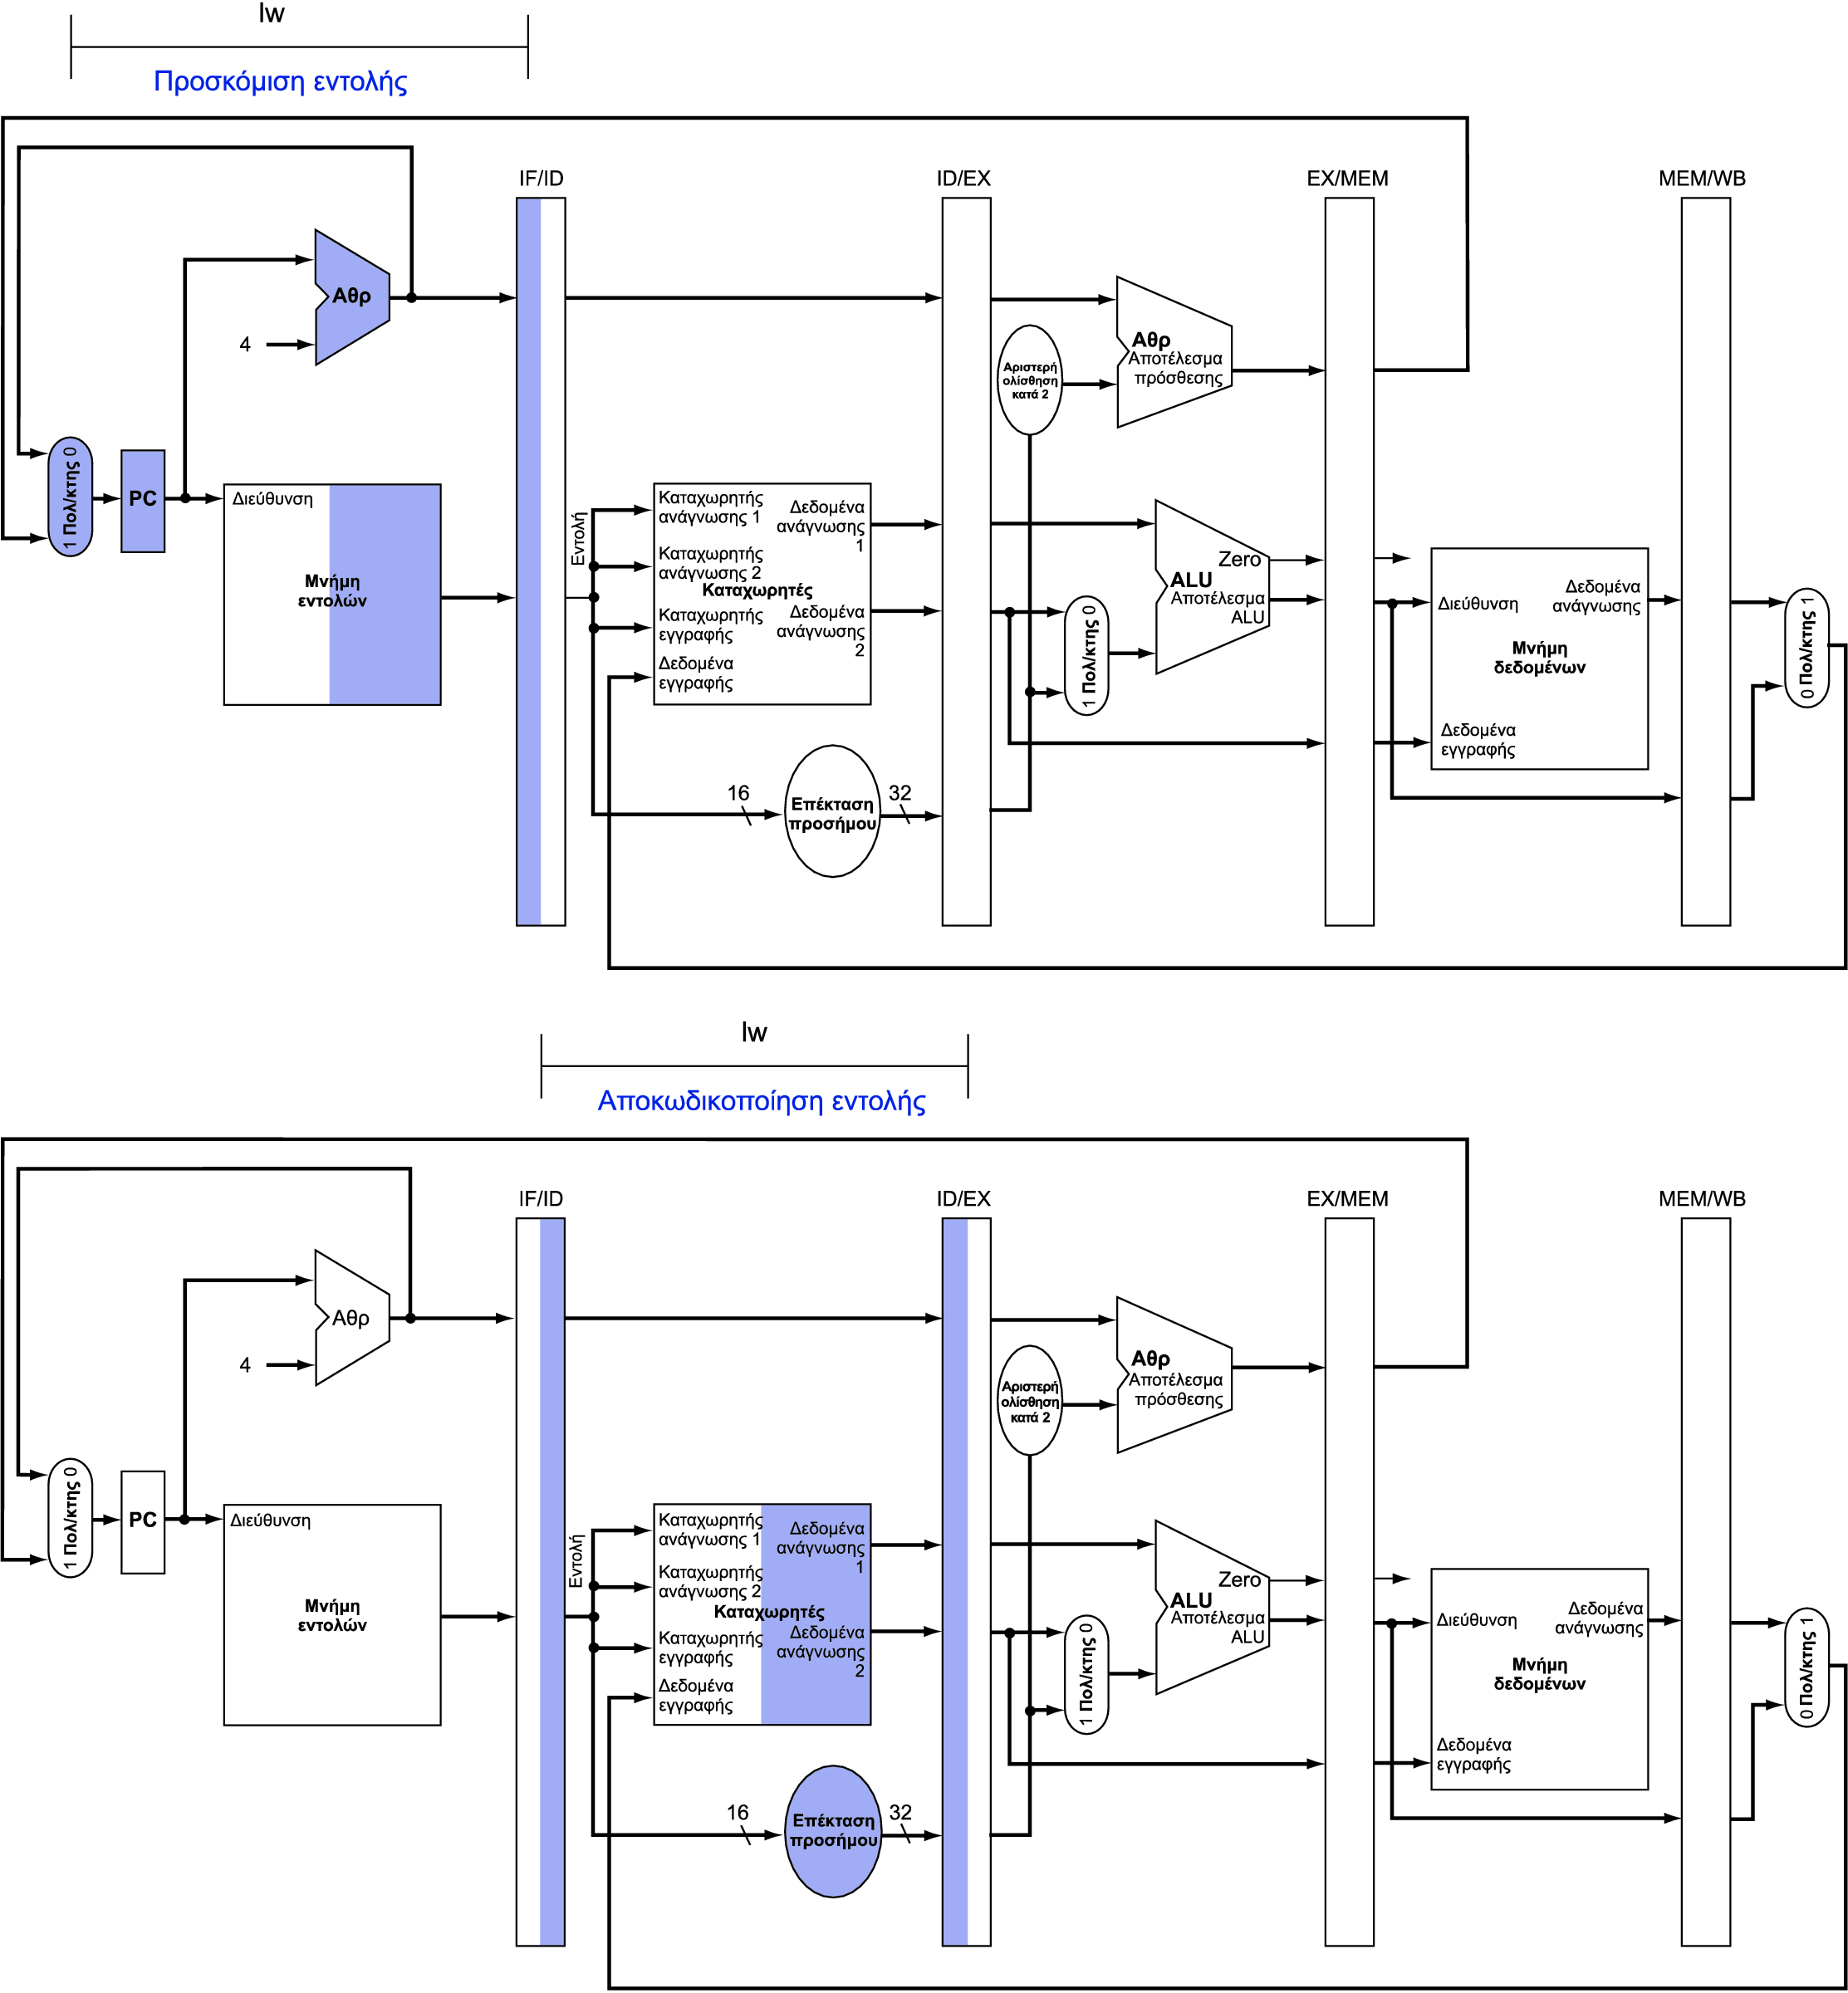 lw
Προσκόμιση εντολής
IF/ID
ID/EX
EX/MEM
MEM/WB
Αθρ
4
Αριστερή
ολίσθηση
κατά 2
Αθρ
Αποτέλεσμα
πρόσθεσης
1 Πολ/κτης 0
PC
Διεύθυνση
Μνήμη
εντολών
Εντολή
Καταχωρητής
ανάγνωσης 1
Καταχωρητής
ανάγνωσης 2
Καταχωρητές
Καταχωρητής
εγγραφής
Δεδομένα
εγγραφής
Δεδομένα
ανάγνωσης
1
Δεδομένα
ανάγνωσης
2
1 Πολ/κτης 0
Zero
ALU
Αποτέλεσμα
ALU
Διεύθυνση
Δεδομένα
ανάγνωσης
Μνήμη
δεδομένων
Δεδομένα
εγγραφής
0 Πολ/κτης 1
16
Επέκταση
προσήμου
32
lw
Αποκωδικοποίηση εντολής
IF/ID
ID/EX
EX/MEM
MEM/WB
Αθρ
4
Αριστερή
ολίσθηση
κατά 2
Αθρ
Αποτέλεσμα
πρόσθεσης
1 Πολ/κτης 0
PC
Διεύθυνση
Μνήμη
εντολών
Εντολή
Καταχωρητής
ανάγνωσης 1
Καταχωρητής
ανάγνωσης 2
Καταχωρητές
Καταχωρητής
εγγραφής
Δεδομένα
εγγραφής
Δεδομένα
ανάγνωσης
1
Δεδομένα
ανάγνωσης
2
1 Πολ/κτης 0
Zero
ALU
Αποτέλεσμα
ALU
Διεύθυνση
Δεδομένα
ανάγνωσης
Μνήμη
δεδομένων
Δεδομένα
εγγραφής
0 Πολ/κτης 1
16
Επέκταση
προσήμου
32